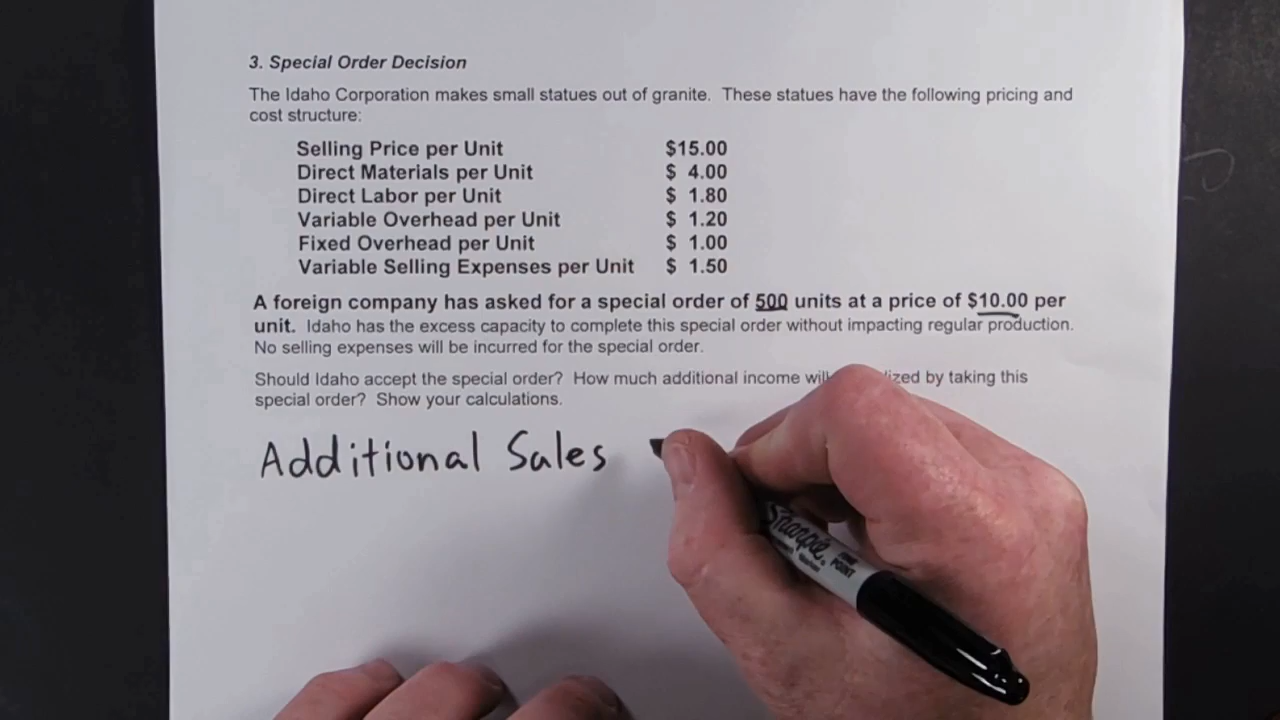 3. Special Order Decision
The Idaho Corporation makes small statues out of granite. These statues have the following pricing and
cost structure:
Selling Price per Unit $15.00
Direct Materials per Unit $ 4.00
Direct Labor per Unit $ 1.80
Variable Overhead per Unit $ 1.20
Fixed Overhead per Unit $ 1.00
Variable Selling Expenses per Unit $ 1.50
A foreign company has asked for a special order of 500 units at a price of $10.00 per
unit. Idaho has the excess capacity to complete this special order without impacting regular production.
No selling expenses will be incurred for the special order.
Should Idaho accept the special order? How much additional income will by taking this
special order? Show your calculations.
Additional Sales
Sharpie
FINE POINT